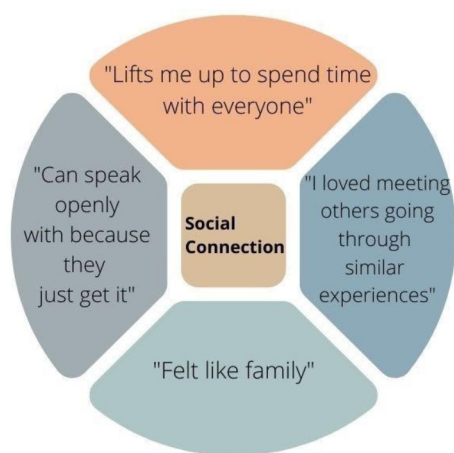 "Lifts me up to spend time
with everyone"
"Can speak
openly
with because
they
just get it"
Social
Connection
"I loved meeting
others going
through
similar
experiences"
"Felt like family"